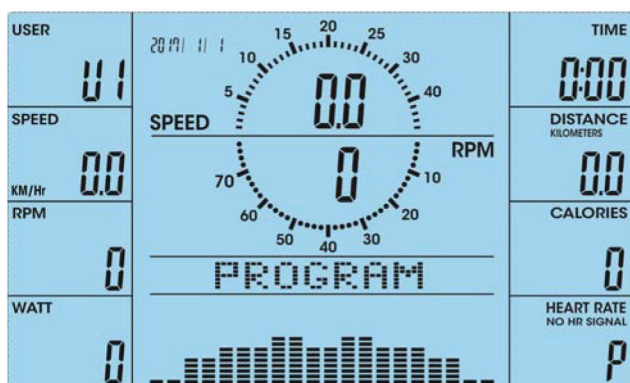 USER
U1
SPEED
KM/Hr 0.0
RPM
0
WATT
0
2017/ 1/ 1
5 10 15 20 25 30 40
SPEED 0.0
RPM
0
70 60 50 40 30 20 10
PROGRAM
TIME
0:00
DISTANCE
KILOMETERS
0.0
CALORIES
0
HEART RATE
NO HR SIGNAL
P